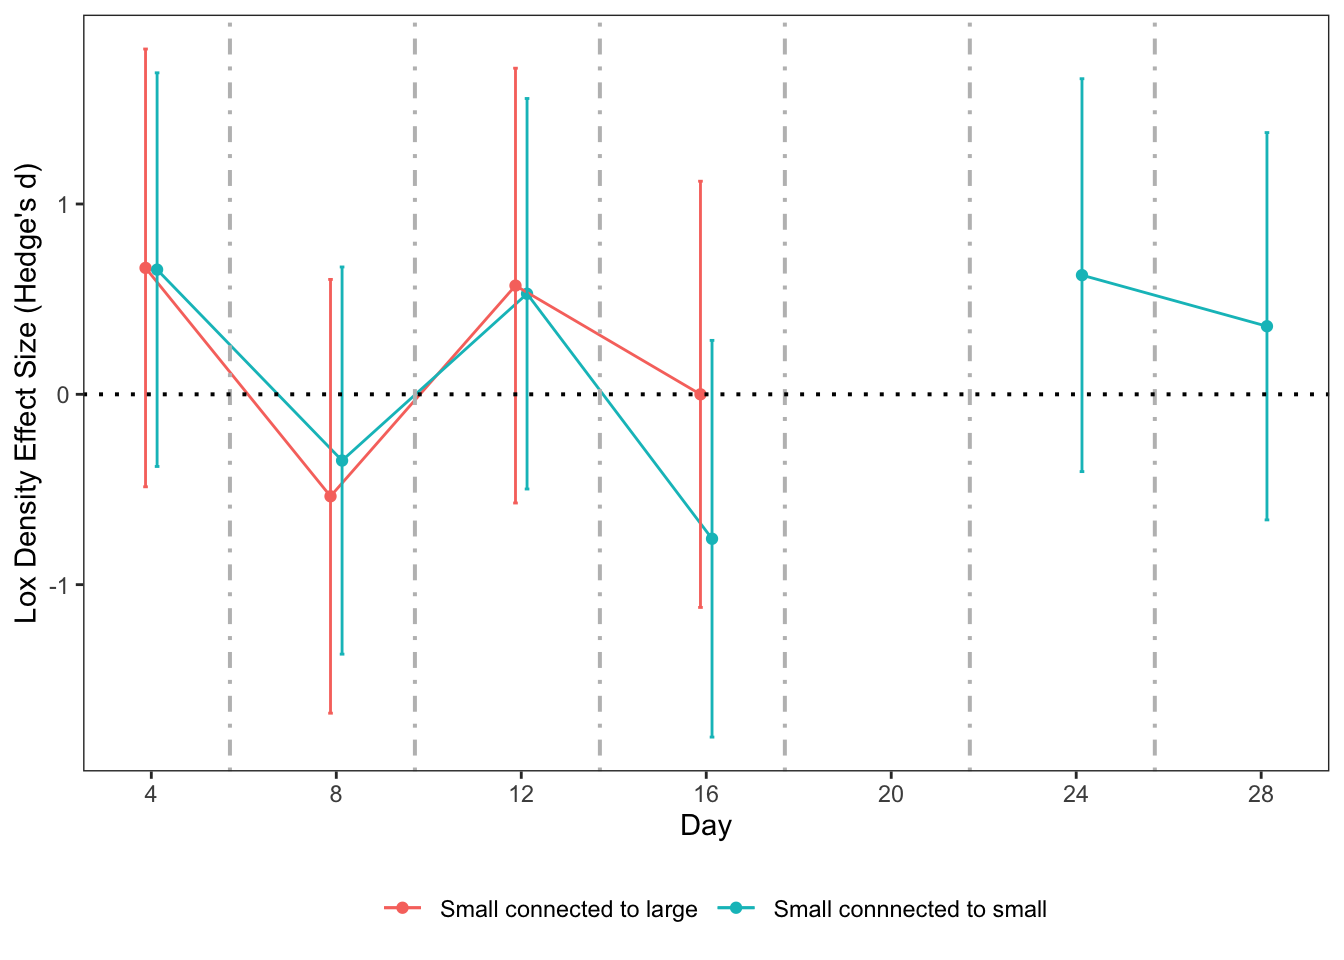 Lox Density Effect Size (Hedge's d)
1
0
-1
4 8 12 16 20 24 28
Day
Small connected to large Small connnected to small